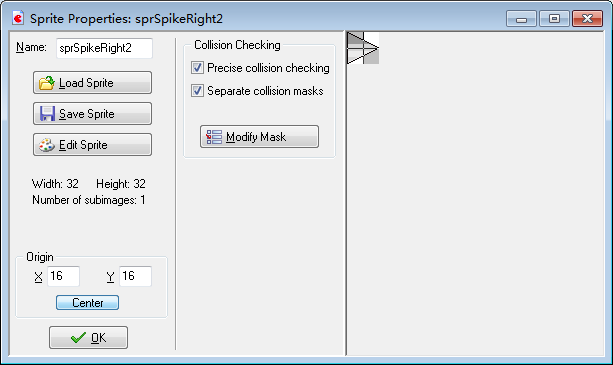 Sprite Properties: sprSpikeRight2
Name: sprSpikeRight2
Load Sprite
Save Sprite
Edit Sprite
Width: 32 Height: 32
Number of subimages: 1
Origin
X 16 Y 16
Center
OK
Collision Checking
Precise collision checking
Separate collision masks
Modify Mask